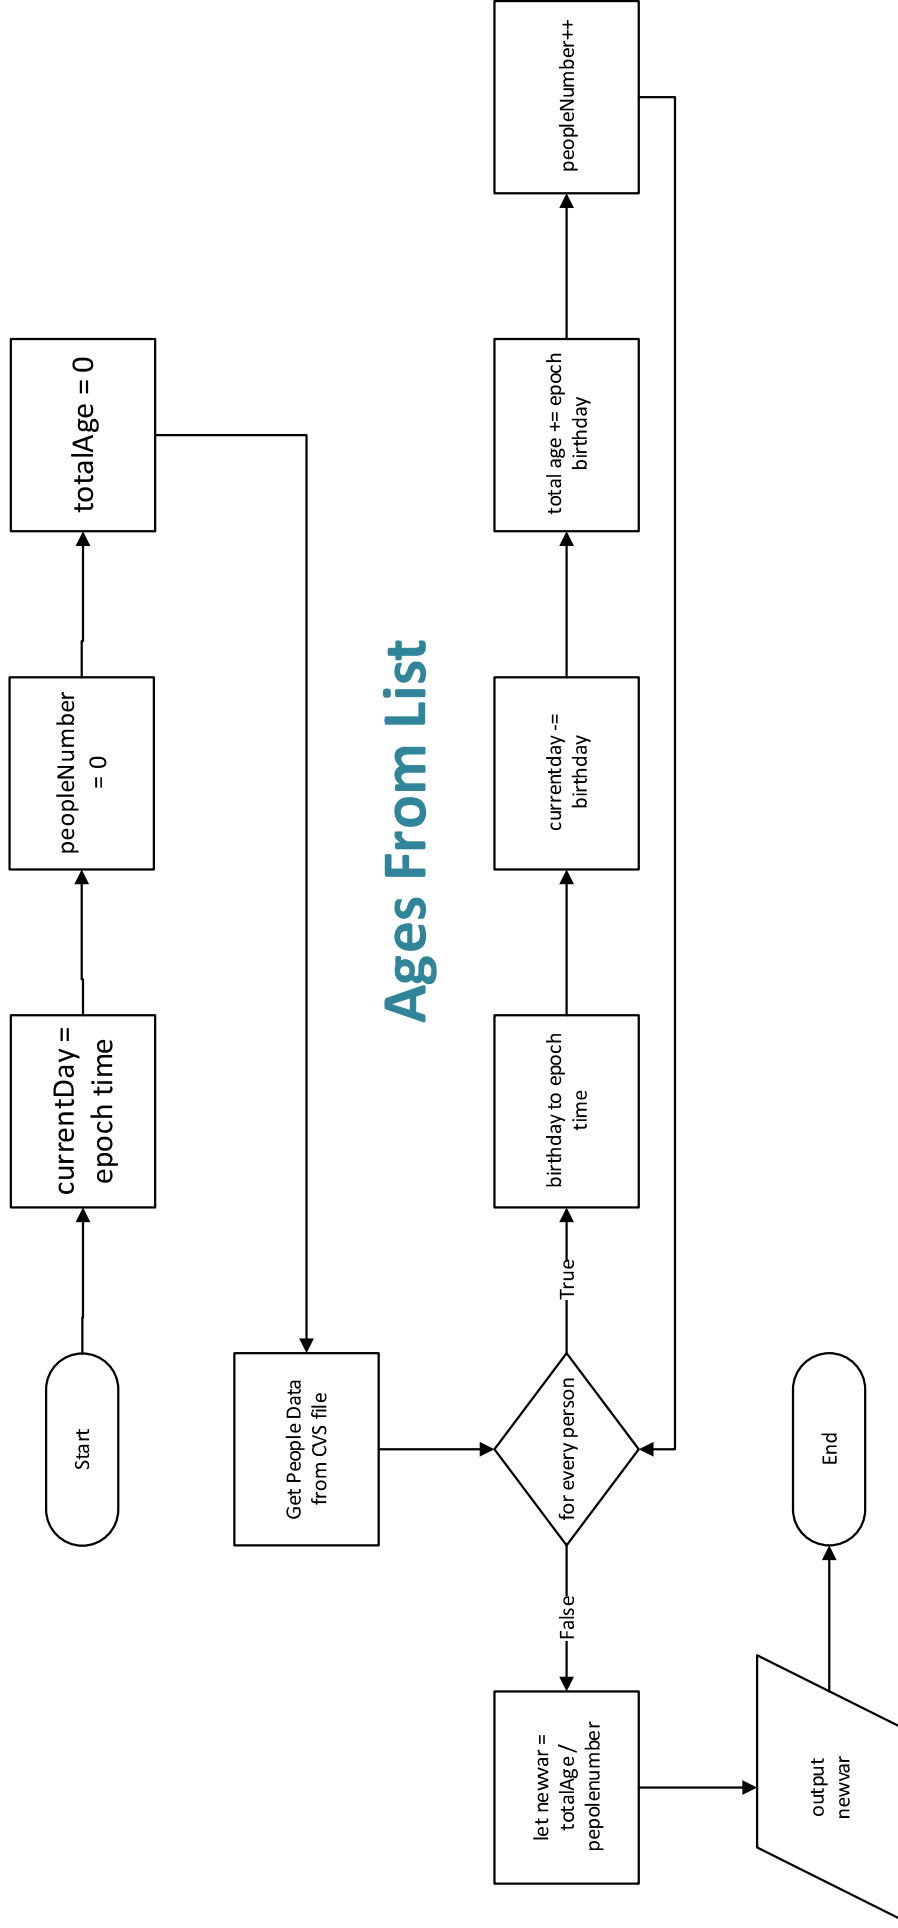 Start
currentDay =
epoch time
peopleNumber
= 0
totalAge = 0
Get People Data
from CVS file
Ages From List
for every person
True
birthday to epoch
time
currentday -=
birthday
total age += epoch
birthday
peopleNumber++
False
let newvar =
totalAge /
pepolenumber
output
newvar
End